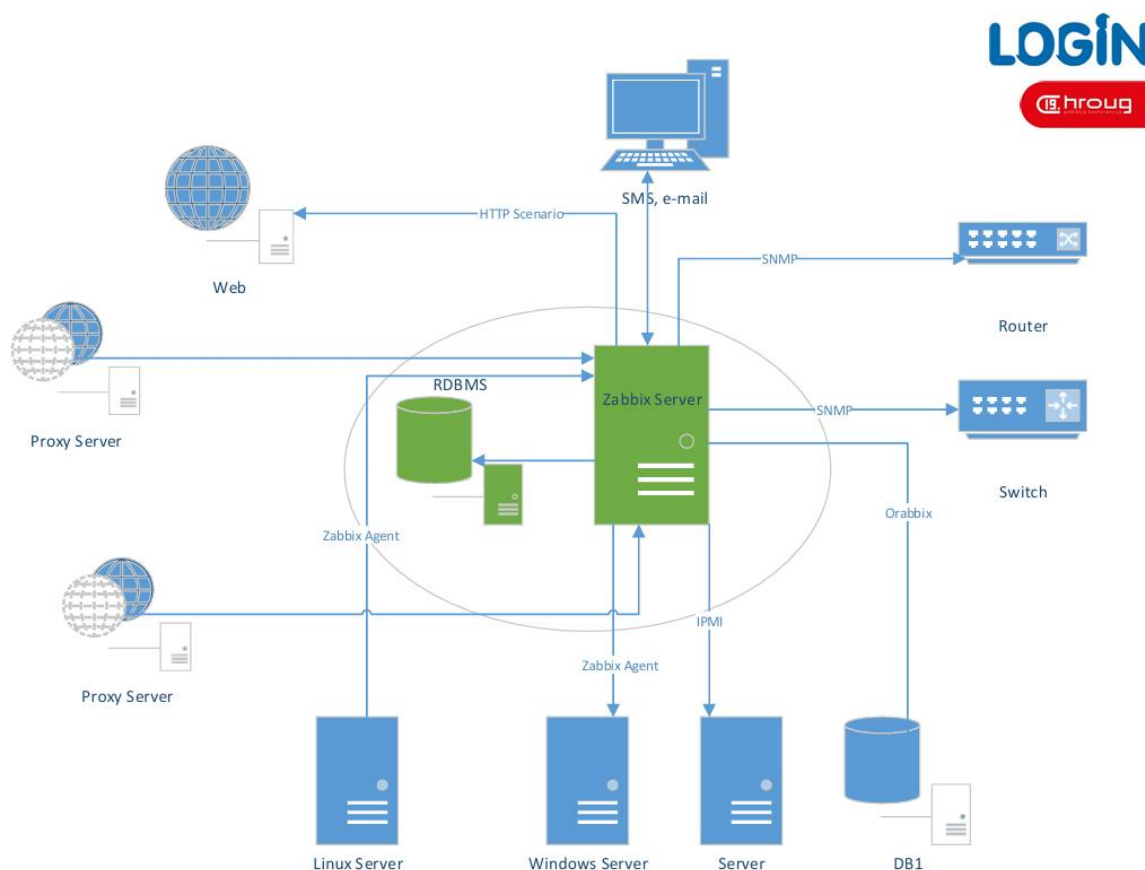 LOGIN
19. hroug
SMS, e-mail
HTTP Scenario
SNMP
Web
Router
RDBMS
Zabbix Server
SNMP
Proxy Server
Switch
Orabbix
Zabbix Agent
IPMI
Zabbix Agent
Proxy Server
Linux Server
Windows Server
Server
DB1